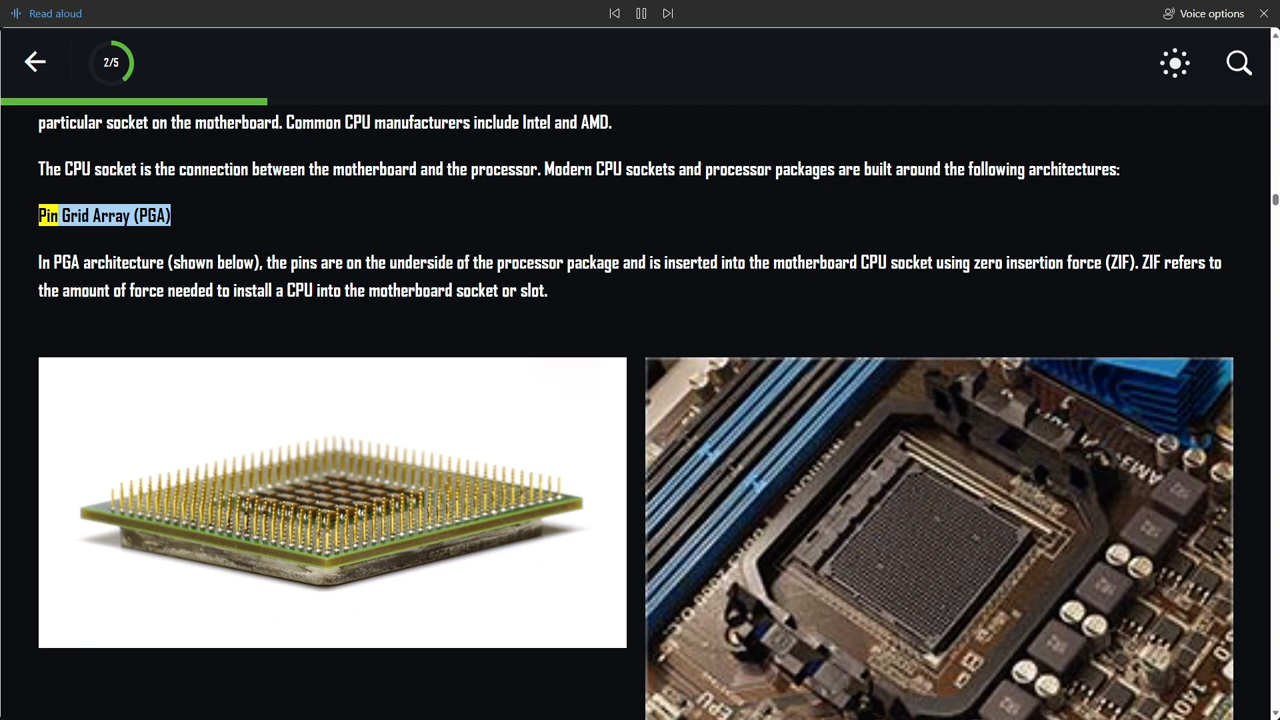 Read aloud
Voice options
2/5
particular socket on the motherboard. Common CPU manufacturers include Intel and AMD.
The CPU socket is the connection between the motherboard and the processor. Modern CPU sockets and processor packages are built around the following architectures:
Pin Grid Array (PGA)
In PGA architecture (shown below), the pins are on the underside of the processor package and is inserted into the motherboard CPU socket using zero insertion force (ZIF). ZIF refers to
the amount of force needed to install a CPU into the motherboard socket or slot.